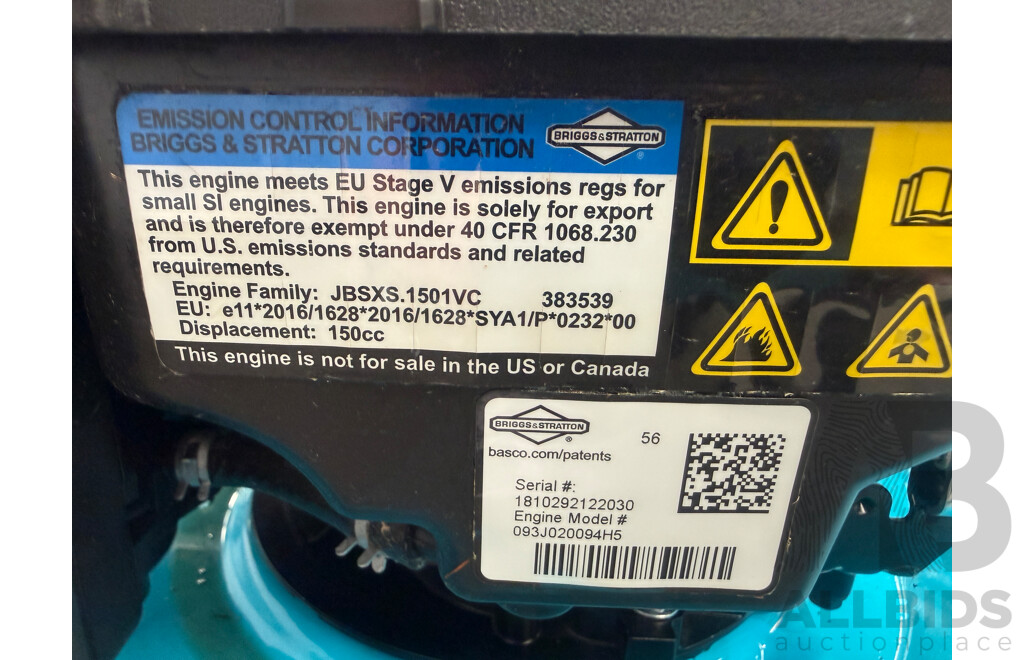 EMISSION CONTROL INFORMATION
BRIGGS & STRATTON CORPORATION
BRIGGS & STRATTON
®
This engine meets EU Stage V emissions regs for
small SI engines. This engine is solely for export
and is therefore exempt under 40 CFR 1068.230
from U.S. emissions standards and related
requirements.
Engine Family: JBSXS.1501VC 383539
EU: e11*2016/1628*2016/1628*SYA1/P*0232*00
Displacement: 150cc
This engine is not for sale in the US or Canada
BRIGGS & STRATTON
®
56
basco.com/patents
Serial #:
1810292122030
Engine Model #
093J020094H5
B
ALLBIDS
auctionplace